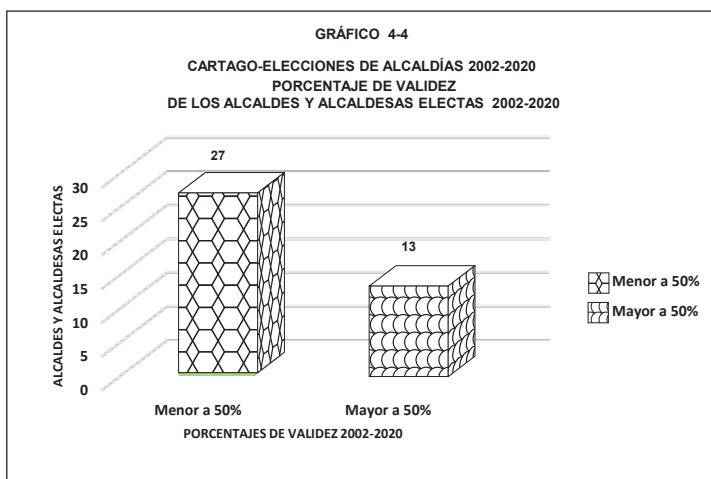 GRÁFICO 4-4
CARTAGO-ELECCIONES DE ALCALDÍAS 2002-2020
PORCENTAJE DE VALIDEZ
DE LOS ALCALDES Y ALCALDESAS ELECTAS 2002-2020
ALCALDES Y ALCALDESAS ELECTAS
30
25
20
15
10
5
0
27
13
Menor a 50%
Mayor a 50%
PORCENTAJES DE VALIDEZ 2002-2020
Menor a 50%
Mayor a 50%